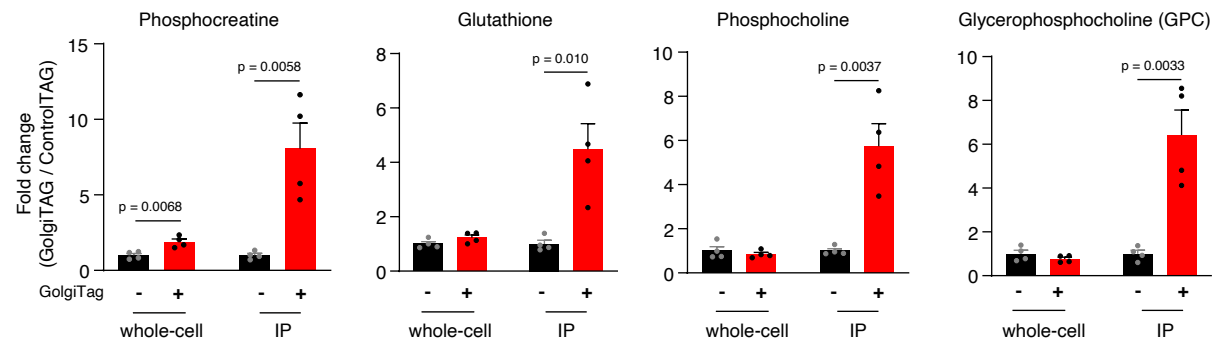 Phosphocreatine
Glutathione
Phosphocholine
Glycerophosphocholine (GPC)
Fold change
(GolgiTAG / ControlTAG)
15
10
5
0
p = 0.0068
p = 0.0058
8
6
4
2
0
p = 0.010
10
8
6
4
2
0
p = 0.0037
10
8
6
4
2
0
p = 0.0033
GolgiTag - + - + - + - + - + - + - + - +
whole-cell IP whole-cell IP whole-cell IP whole-cell IP